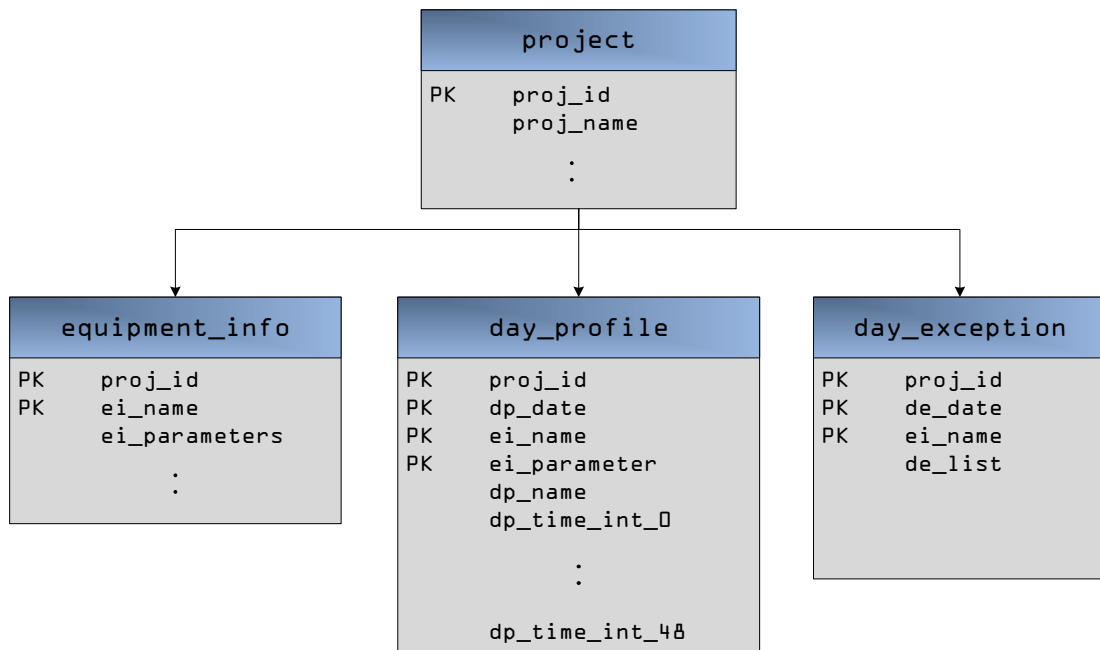 project
PK proj_id
proj_name
:
equipment_info
PK proj_id
PK ei_name
ei_parameters
:
day_profile
PK proj_id
PK dp_date
PK ei_name
PK ei_parameter
dp_name
dp_time_int_0
:
dp_time_int_48
day_exception
PK proj_id
PK de_date
PK ei_name
de_list